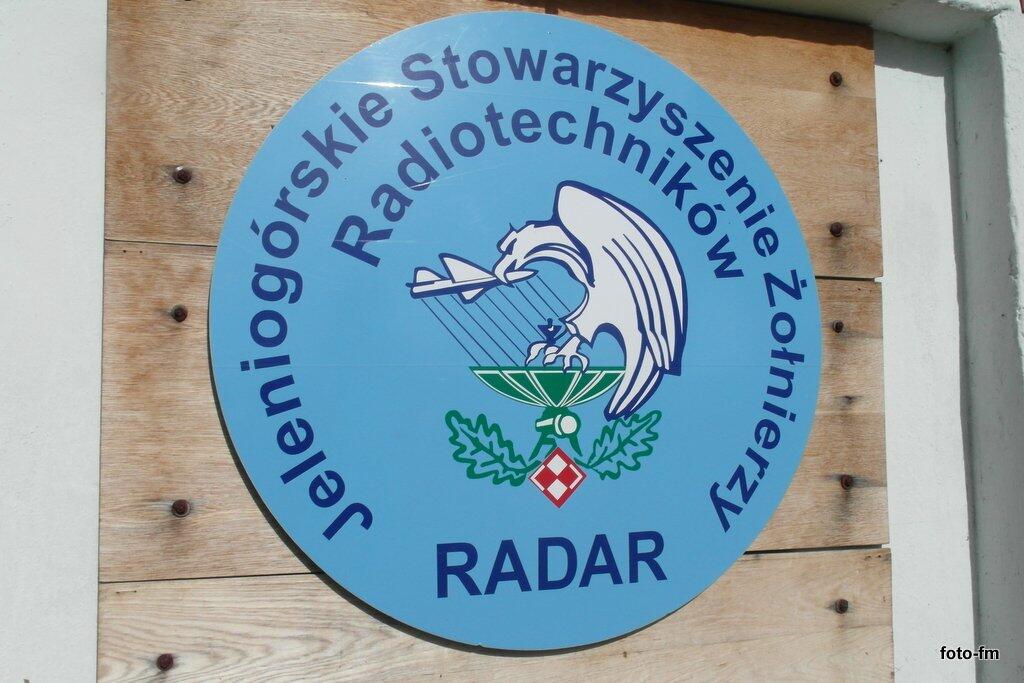 Jeleniogórskie Stowarzyszenie Żołnierzy
Radiotechników
RADAR
foto-fm